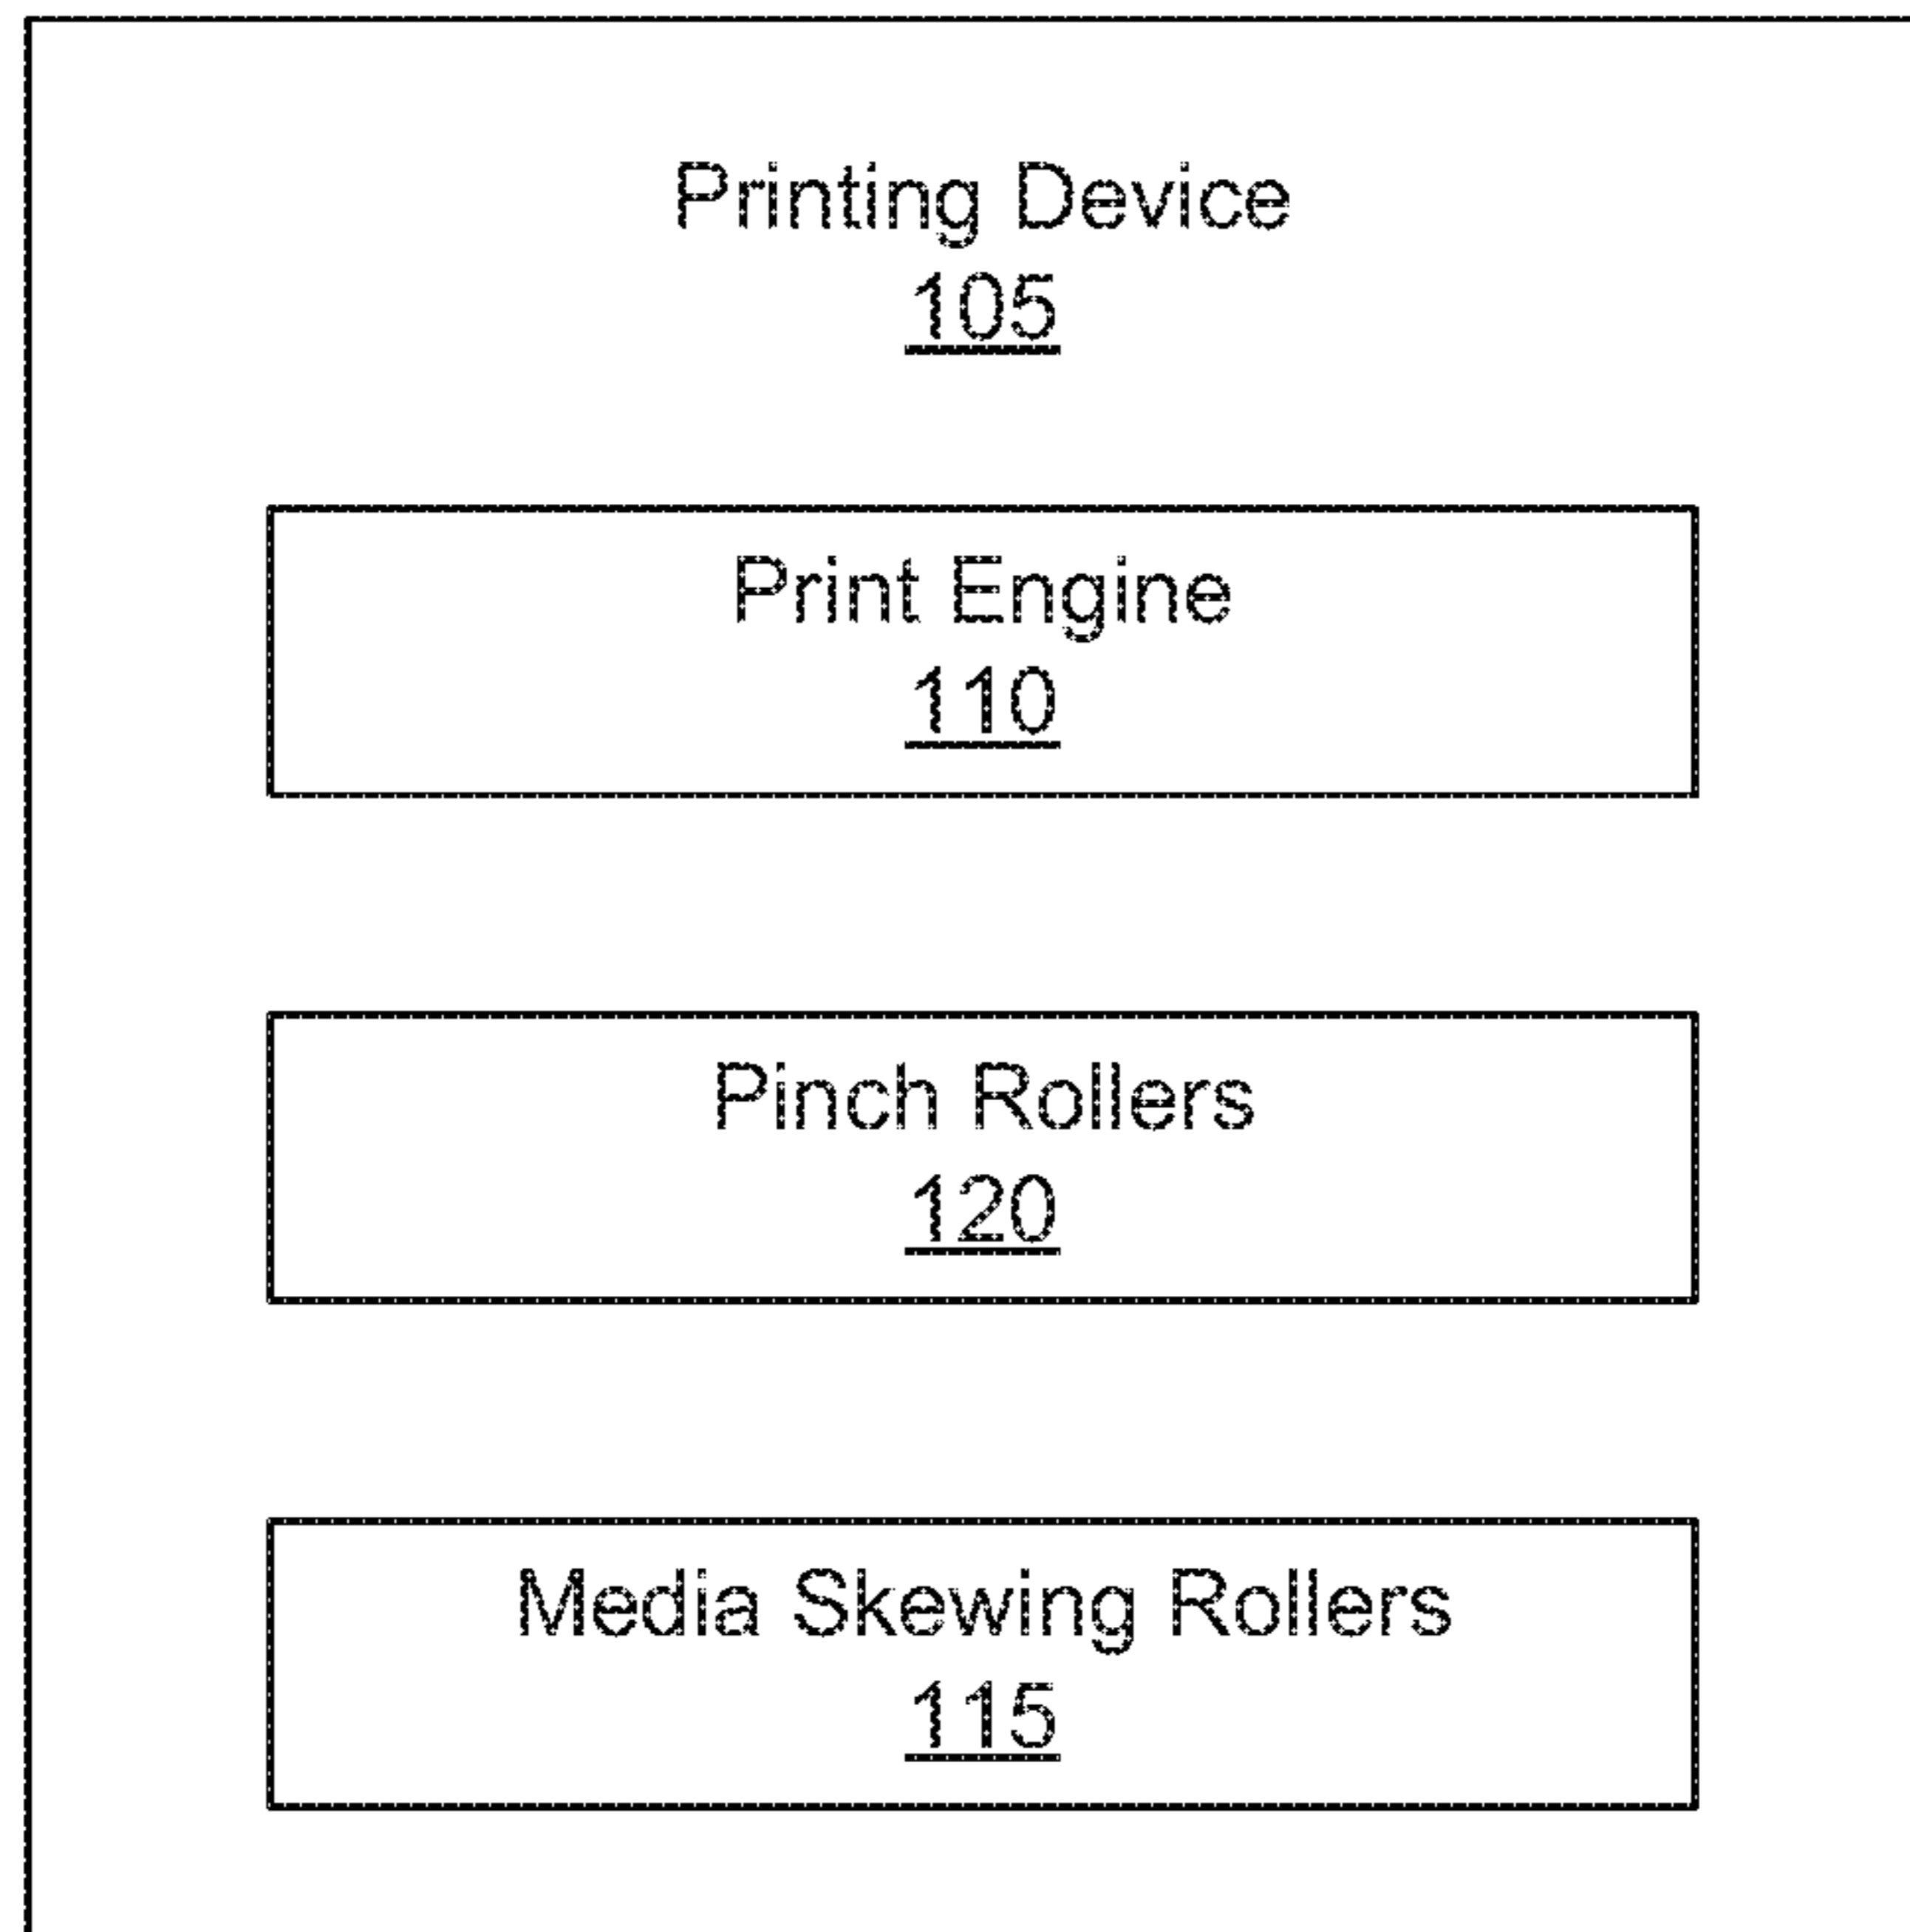 Printing Device
105
Print Engine
110
Pinch Rollers
120
Media Skewing Rollers
115